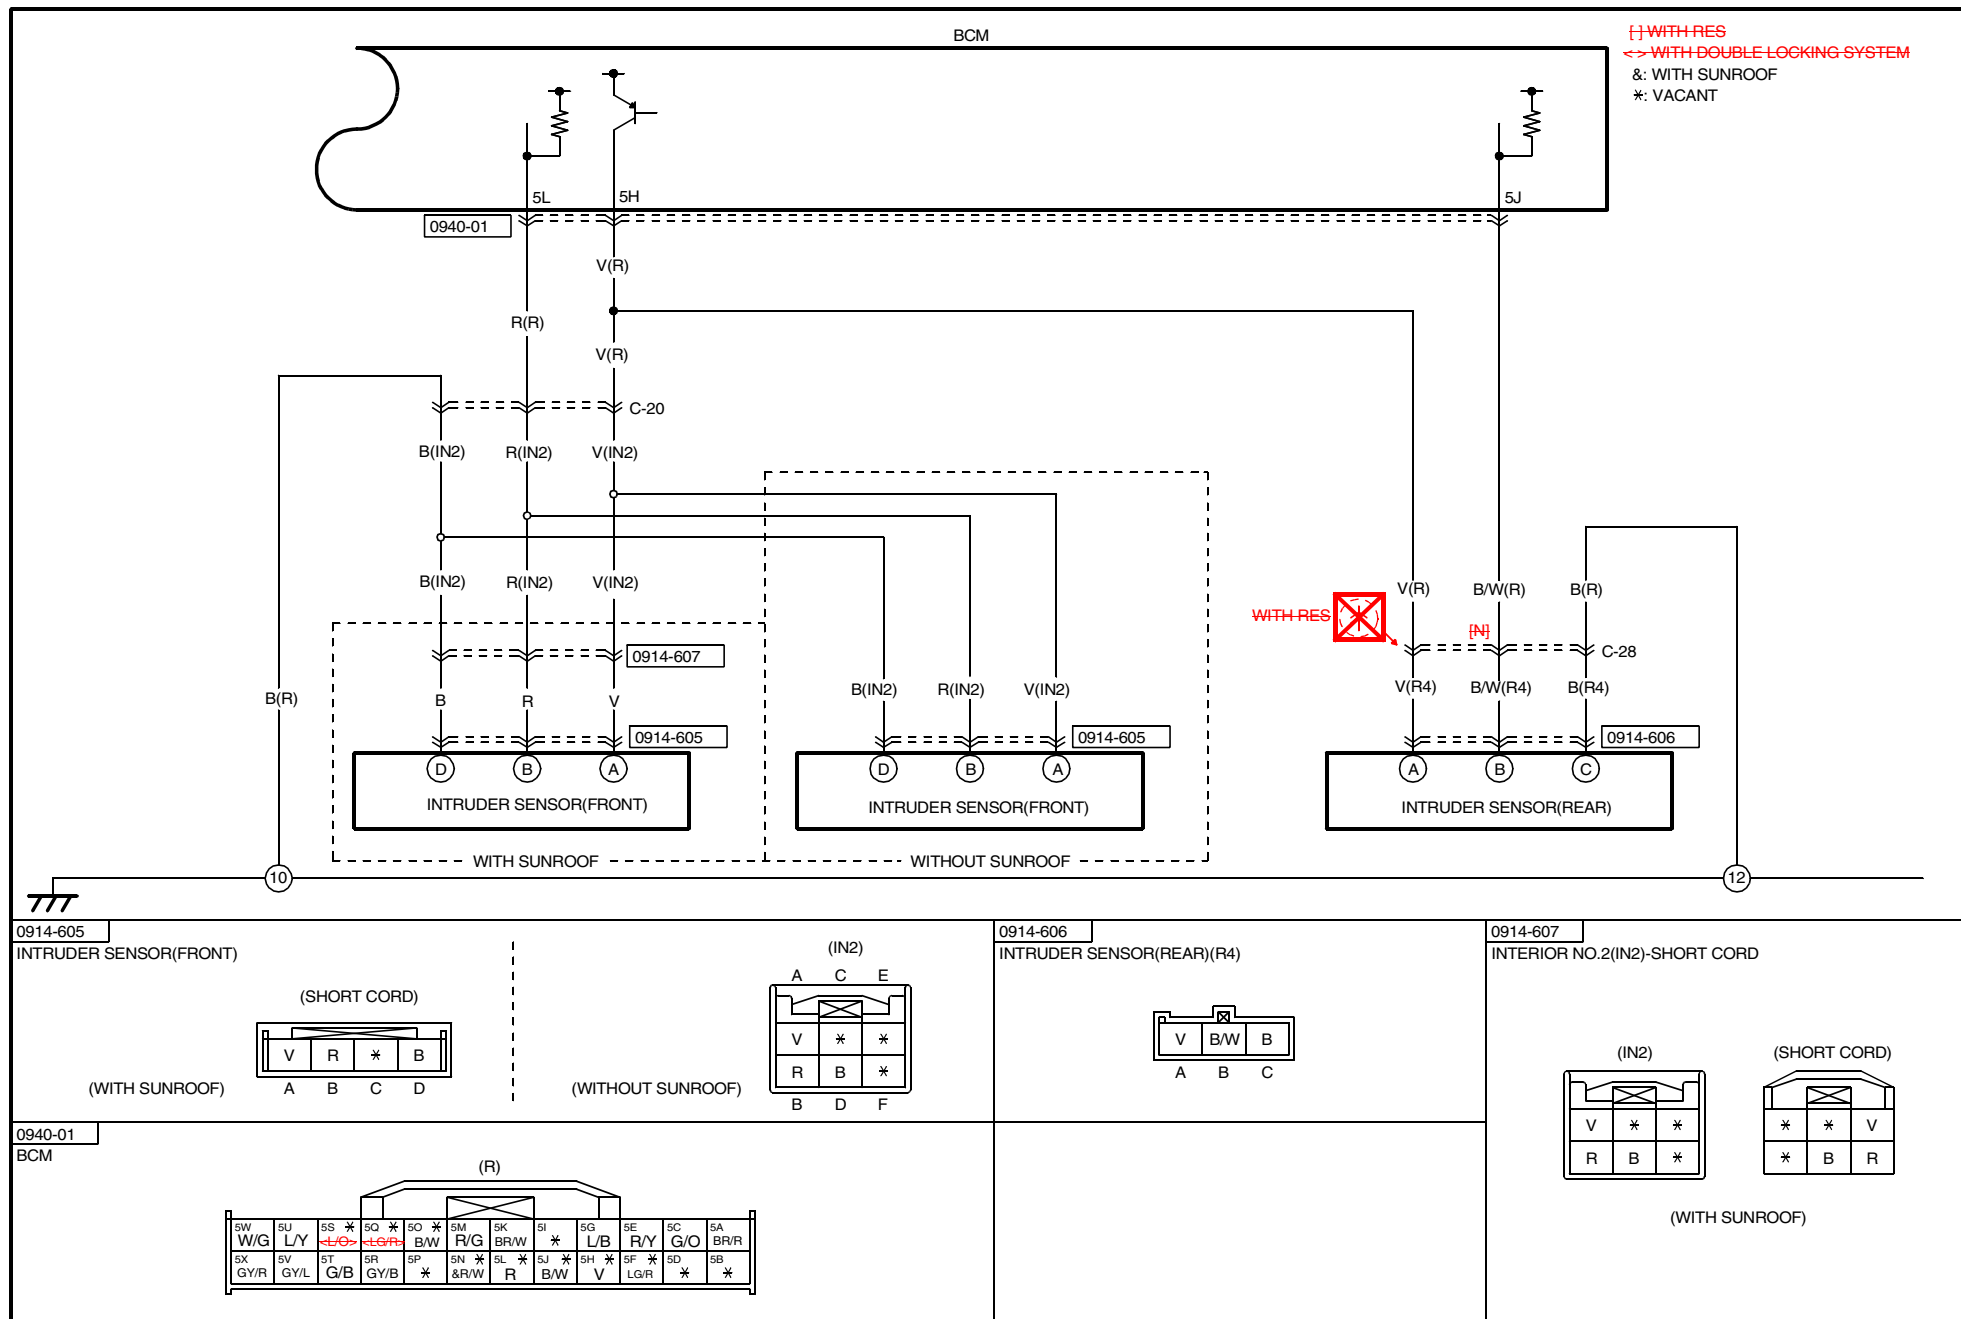 BCM
[ ] WITH RES
< > WITH DOUBLE LOCKING SYSTEM
&: WITH SUNROOF
*: VACANT
5L
5H
5J
0940-01
V(R)
R(R)
V(R)
C-20
B(IN2)
R(IN2)
V(IN2)
B(IN2)
R(IN2)
V(IN2)
V(R)
B/W(R)
B(R)
WITH RES
[N]
C-28
0914-607
B(R)
B
R
V
B(IN2)
R(IN2)
V(IN2)
V(R4)
B/W(R4)
B(R4)
0914-605
0914-605
0914-606
D
B
A
D
B
A
A
B
C
INTRUDER SENSOR(FRONT)
INTRUDER SENSOR(FRONT)
INTRUDER SENSOR(REAR)
WITH SUNROOF
WITHOUT SUNROOF
10
12
0914-605
INTRUDER SENSOR(FRONT)
(SHORT CORD)
V R * B
(WITH SUNROOF)
A B C D
(IN2)
A C E
V * *
R B *
(WITHOUT SUNROOF)
B D F
0914-606
INTRUDER SENSOR(REAR)(R4)
V B/W B
A B C
0914-607
INTERIOR NO.2(IN2)-SHORT CORD
(IN2)
V * *
R B *
(SHORT CORD)
* * V
* B R
(WITH SUNROOF)
0940-01
BCM
(R)
5W 5U 5S * 5Q * 5O * 5M 5K 5I 5G 5E 5C 5A
W/G L/Y <L/O> <LG/R> B/W R/G BR/W * L/B R/Y G/O BR/R
5X 5V 5T 5R 5P 5N * 5L * 5J * 5H * 5F * 5D 5B
GY/R GY/L G/B GY/B * &R/W R B/W V LG/R * *